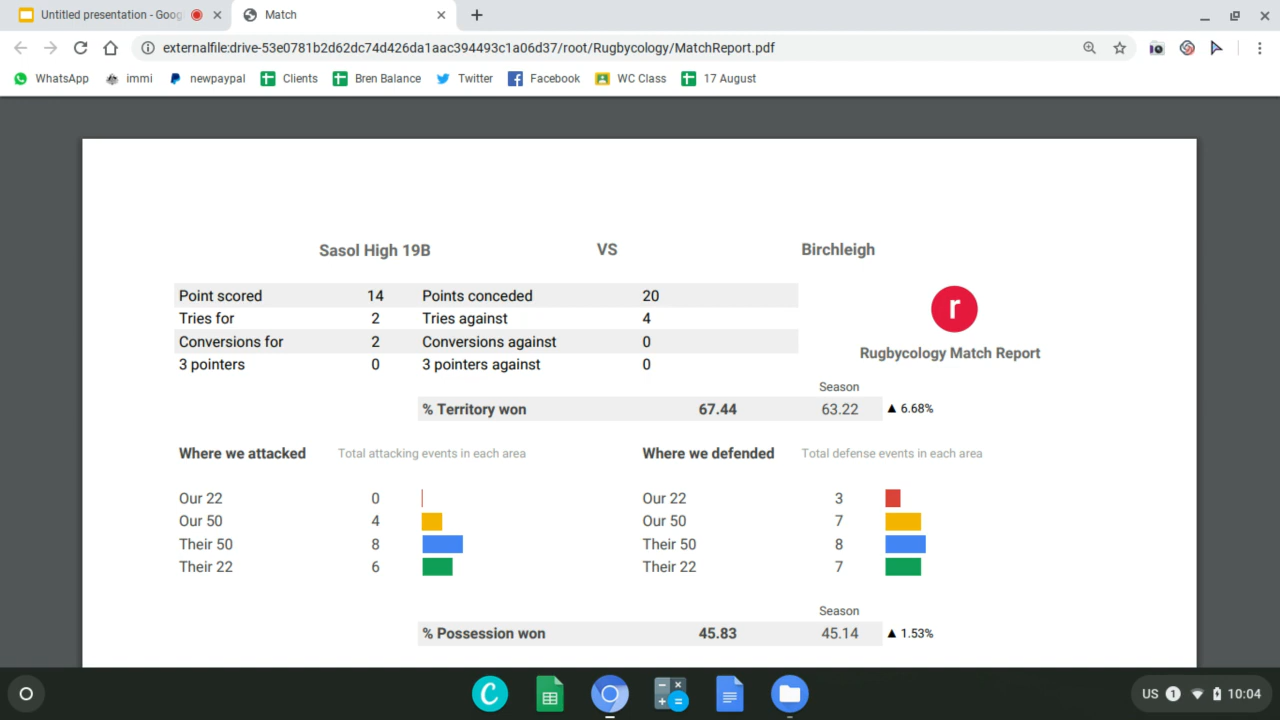 Untitled presentation - Goog
Match
externalfile:drive-53e0781b2d62dc74d426da1aac394493c1a06d37/root/Rugbycology/MatchReport.pdf
WhatsApp immi newpaypal Clients Bren Balance Twitter Facebook WC Class 17 August
Sasol High 19B VS Birchleigh
Point scored 14 Points conceded 20
Tries for 2 Tries against 4
Conversions for 2 Conversions against 0
3 pointers 0 3 pointers against 0
r
Rugbycology Match Report
Season
% Territory won 67.44 63.22 ▲ 6.68%
Where we attacked Total attacking events in each area Where we defended Total defense events in each area
Our 22 0 Our 22 3
Our 50 4 Our 50 7
Their 50 8 Their 50 8
Their 22 6 Their 22 7
Season
% Possession won 45.83 45.14 ▲ 1.53%
US 1 10:04